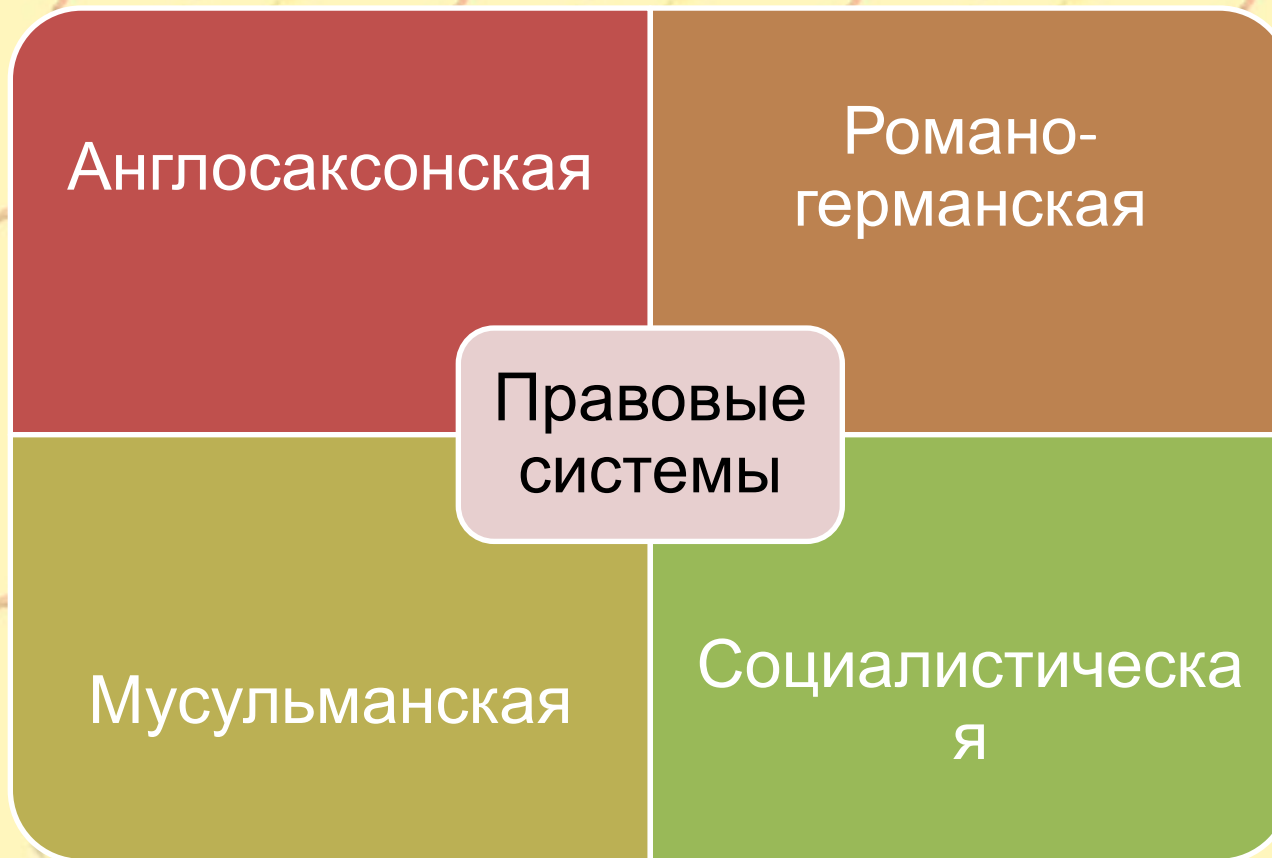 Англосаксонская
Романо-
германская
Правовые
системы
Мусульманская
Социалистическа
я